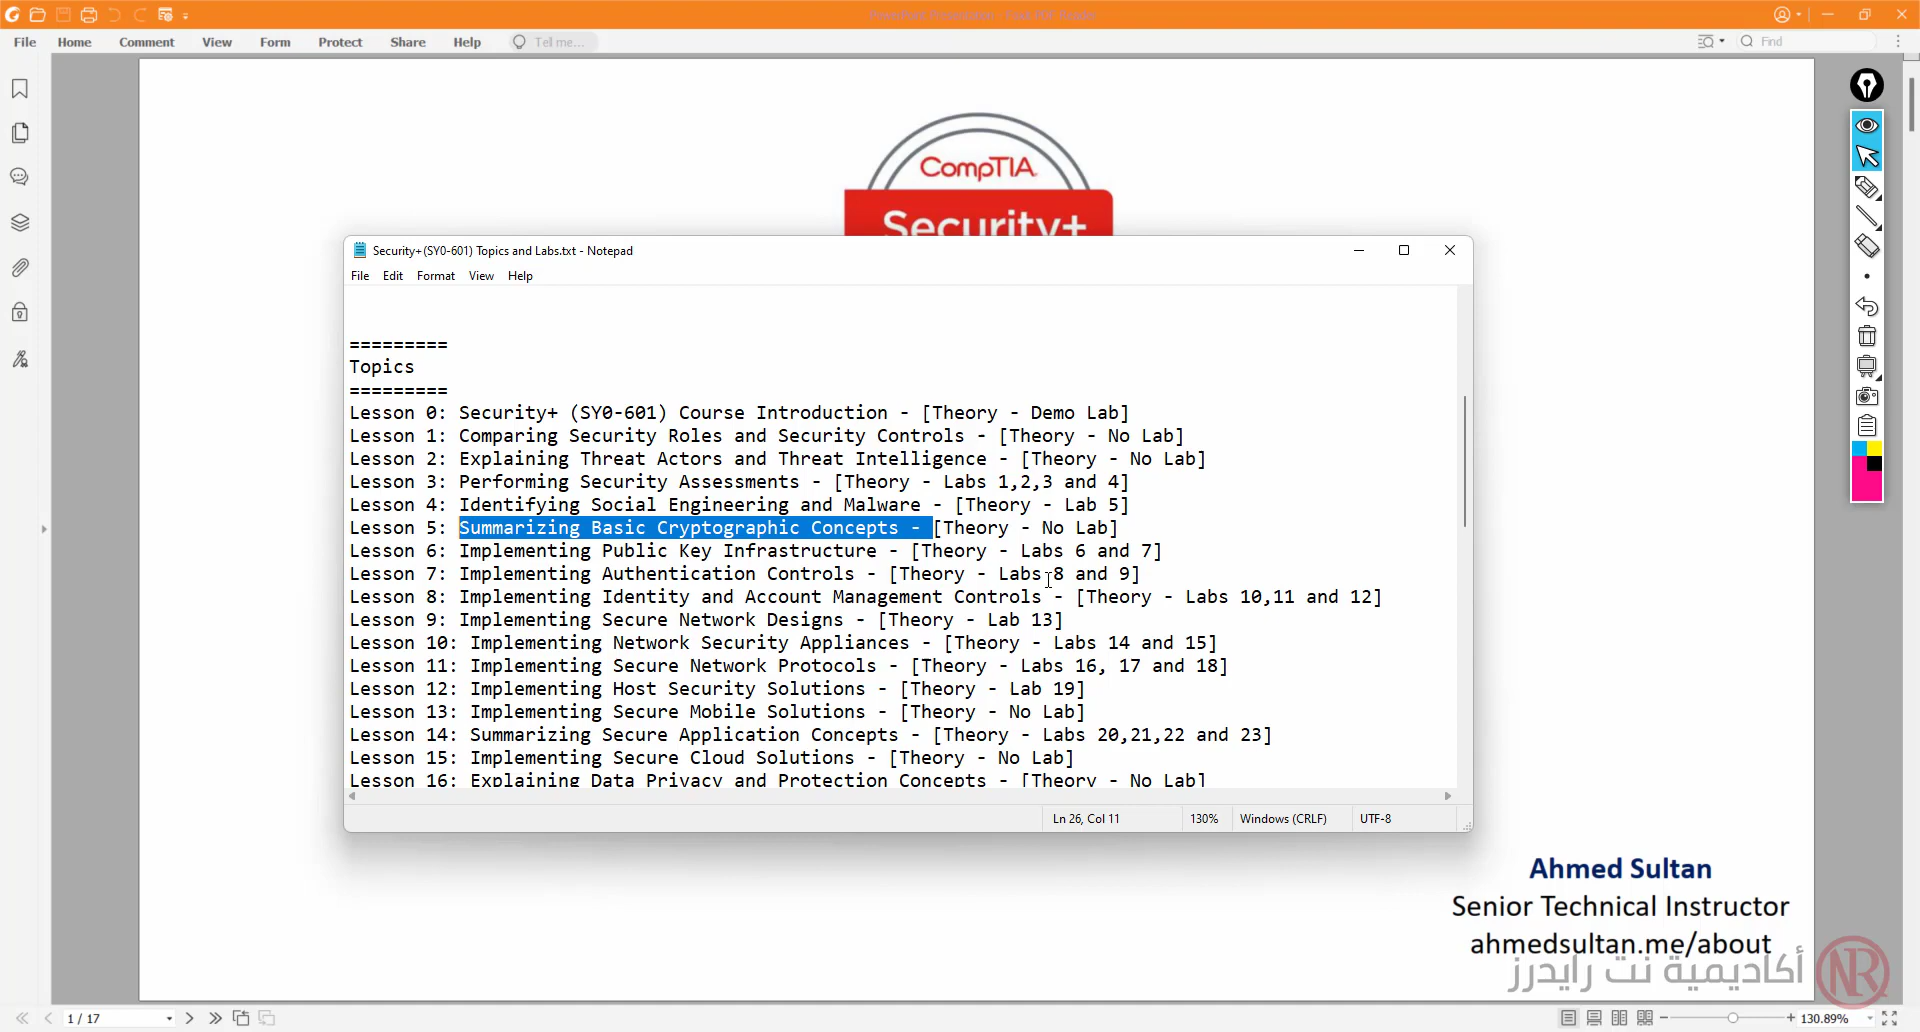 File Home Comment View Form Protect Share Help Tell me... Find
CompTIA.
Security+
Security+(SY0-601) Topics and Labs.txt - Notepad
File Edit Format View Help
=========
Topics
=========
Lesson 0: Security+ (SY0-601) Course Introduction - [Theory - Demo Lab]
Lesson 1: Comparing Security Roles and Security Controls - [Theory - No Lab]
Lesson 2: Explaining Threat Actors and Threat Intelligence - [Theory - No Lab]
Lesson 3: Performing Security Assessments - [Theory - Labs 1,2,3 and 4]
Lesson 4: Identifying Social Engineering and Malware - [Theory - Lab 5]
Lesson 5: Summarizing Basic Cryptographic Concepts - [Theory - No Lab]
Lesson 6: Implementing Public Key Infrastructure - [Theory - Labs 6 and 7]
Lesson 7: Implementing Authentication Controls - [Theory - Labs 8 and 9]
Lesson 8: Implementing Identity and Account Management Controls - [Theory - Labs 10,11 and 12]
Lesson 9: Implementing Secure Network Designs - [Theory - Lab 13]
Lesson 10: Implementing Network Security Appliances - [Theory - Labs 14 and 15]
Lesson 11: Implementing Secure Network Protocols - [Theory - Labs 16, 17 and 18]
Lesson 12: Implementing Host Security Solutions - [Theory - Lab 19]
Lesson 13: Implementing Secure Mobile Solutions - [Theory - No Lab]
Lesson 14: Summarizing Secure Application Concepts - [Theory - Labs 20,21,22 and 23]
Lesson 15: Implementing Secure Cloud Solutions - [Theory - No Lab]
Lesson 16: Explaining Data Privacy and Protection Concepts - [Theory - No Lab]
Ln 26, Col 11 130% Windows (CRLF) UTF-8
Ahmed Sultan
Senior Technical Instructor
ahmedsultan.me/about
أكاديمية نت رايدرز
NR
1 / 17 130.89%